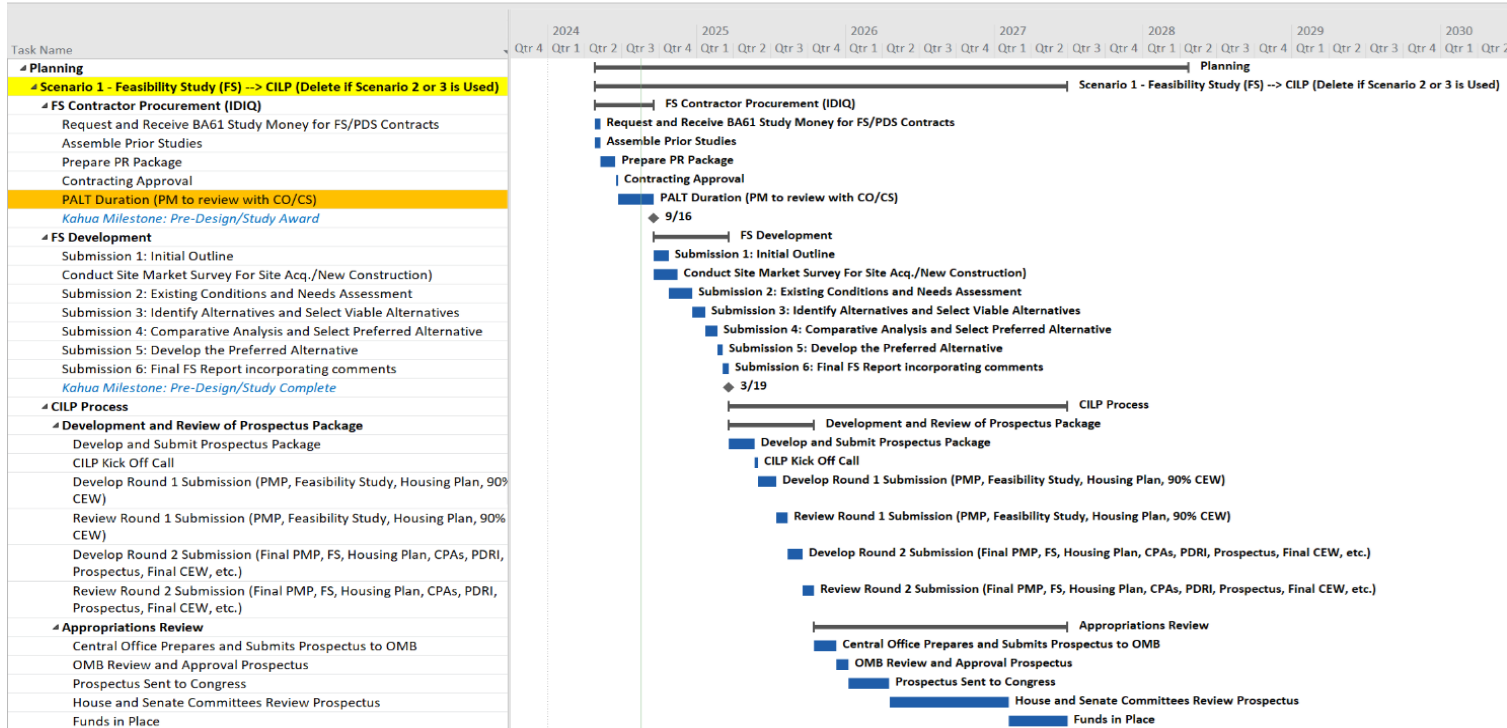 2024 2025 2026 2027 2028 2029 2030
Task Name Qtr 4 Qtr 1 Qtr 2 Qtr 3 Qtr 4 Qtr 1 Qtr 2 Qtr 3 Qtr 4 Qtr 1 Qtr 2 Qtr 3 Qtr 4 Qtr 1 Qtr 2 Qtr 3 Qtr 4 Qtr 1 Qtr 2 Qtr 3 Qtr 4 Qtr 1 Qtr 2 Qtr 3 Qtr 4 Qtr 1 Qtr 2
Planning Planning
Scenario 1 - Feasibility Study (FS) --> CILP (Delete if Scenario 2 or 3 is Used) Scenario 1 - Feasibility Study (FS) --> CILP (Delete if Scenario 2 or 3 is Used)
FS Contractor Procurement (IDIQ) FS Contractor Procurement (IDIQ)
Request and Receive BA61 Study Money for FS/PDS Contracts Request and Receive BA61 Study Money for FS/PDS Contracts
Assemble Prior Studies Assemble Prior Studies
Prepare PR Package Prepare PR Package
Contracting Approval Contracting Approval
PALT Duration (PM to review with CO/CS) PALT Duration (PM to review with CO/CS)
Kahua Milestone: Pre-Design/Study Award 9/16
FS Development FS Development
Submission 1: Initial Outline Submission 1: Initial Outline
Conduct Site Market Survey For Site Acq./New Construction) Conduct Site Market Survey For Site Acq./New Construction)
Submission 2: Existing Conditions and Needs Assessment Submission 2: Existing Conditions and Needs Assessment
Submission 3: Identify Alternatives and Select Viable Alternatives Submission 3: Identify Alternatives and Select Viable Alternatives
Submission 4: Comparative Analysis and Select Preferred Alternative Submission 4: Comparative Analysis and Select Preferred Alternative
Submission 5: Develop the Preferred Alternative Submission 5: Develop the Preferred Alternative
Submission 6: Final FS Report incorporating comments Submission 6: Final FS Report incorporating comments
Kahua Milestone: Pre-Design/Study Complete 3/19
CILP Process CILP Process
Development and Review of Prospectus Package Development and Review of Prospectus Package
Develop and Submit Prospectus Package Develop and Submit Prospectus Package
CILP Kick Off Call CILP Kick Off Call
Develop Round 1 Submission (PMP, Feasibility Study, Housing Plan, 90% Develop Round 1 Submission (PMP, Feasibility Study, Housing Plan, 90% CEW)
CEW)
Review Round 1 Submission (PMP, Feasibility Study, Housing Plan, 90% Review Round 1 Submission (PMP, Feasibility Study, Housing Plan, 90% CEW)
CEW)
Develop Round 2 Submission (Final PMP, FS, Housing Plan, CPAs, PDRI, Develop Round 2 Submission (Final PMP, FS, Housing Plan, CPAs, PDRI, Prospectus, Final CEW, etc.)
Prospectus, Final CEW, etc.)
Review Round 2 Submission (Final PMP, FS, Housing Plan, CPAs, PDRI, Review Round 2 Submission (Final PMP, FS, Housing Plan, CPAs, PDRI, Prospectus, Final CEW, etc.)
Prospectus, Final CEW, etc.)
Appropriations Review Appropriations Review
Central Office Prepares and Submits Prospectus to OMB Central Office Prepares and Submits Prospectus to OMB
OMB Review and Approval Prospectus OMB Review and Approval Prospectus
Prospectus Sent to Congress Prospectus Sent to Congress
House and Senate Committees Review Prospectus House and Senate Committees Review Prospectus
Funds in Place Funds in Place